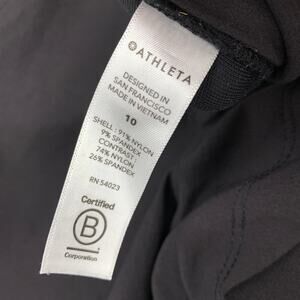 ATHLETA
DESIGNED IN
SAN FRANCISCO
MADE IN VIETNAM
10
SHELL : 91% NYLON
9% SPANDEX
CONTRAST :
74% NYLON
26% SPANDEX
RN 54023
Certified
B
Corporation